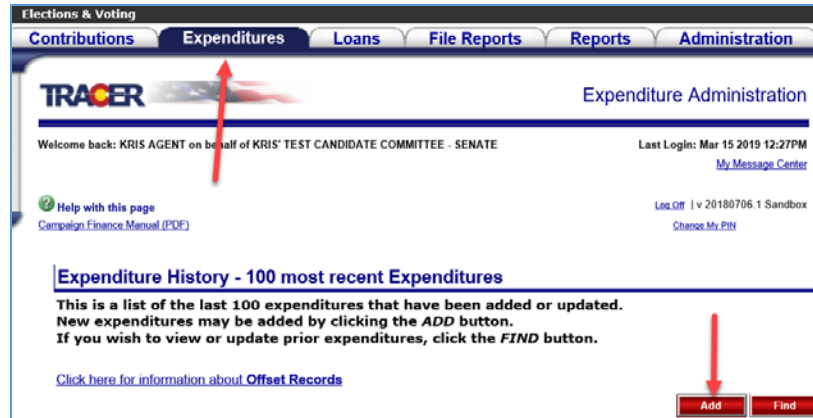 Elections & Voting
Contributions Expenditures Loans File Reports Reports Administration
TRACER Expenditure Administration
Welcome back: KRIS AGENT on behalf of KRIS' TEST CANDIDATE COMMITTEE - SENATE Last Login: Mar 15 2019 12:27PM
My Message Center
Help with this page Log Off | v 20180706.1 Sandbox
Campaign Finance Manual (PDF) Change My PIN
Expenditure History - 100 most recent Expenditures
This is a list of the last 100 expenditures that have been added or updated.
New expenditures may be added by clicking the ADD button.
If you wish to view or update prior expenditures, click the FIND button.
Click here for information about Offset Records
Add Find